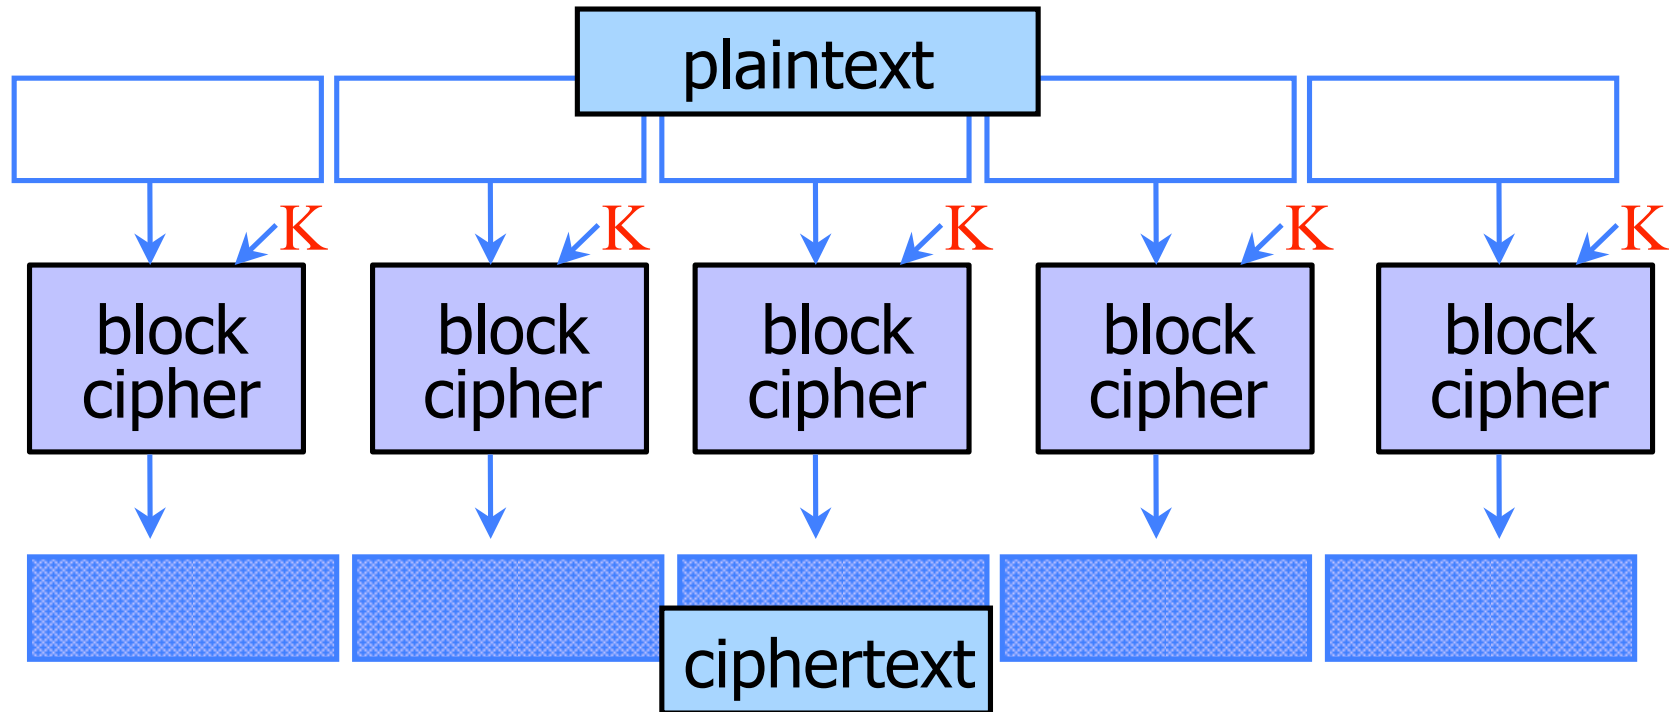 plaintext
K K K K K
block block block block block
cipher cipher cipher cipher cipher
ciphertext